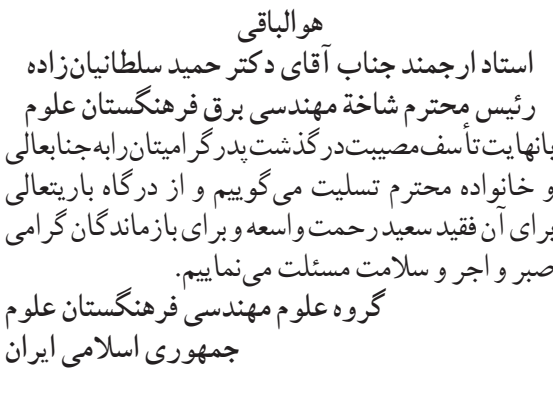 هوالباقی
استاد ارجمند جناب آقای دکتر حمید سلطانیان‌زاده
رئیس محترم شاخهٔ مهندسی برق فرهنگستان علوم
بانهایت تأسف مصیبت درگذشت پدر گرامیتان را به جنابعالی
و خانواده محترم تسلیت می‌گوییم و از درگاه باریتعالی
برای آن فقید سعید رحمت واسعه و برای بازماندگان گرامی
صبر و اجر و سلامت مسئلت می‌نماییم.
گروه علوم مهندسی فرهنگستان علوم
جمهوری اسلامی ایران